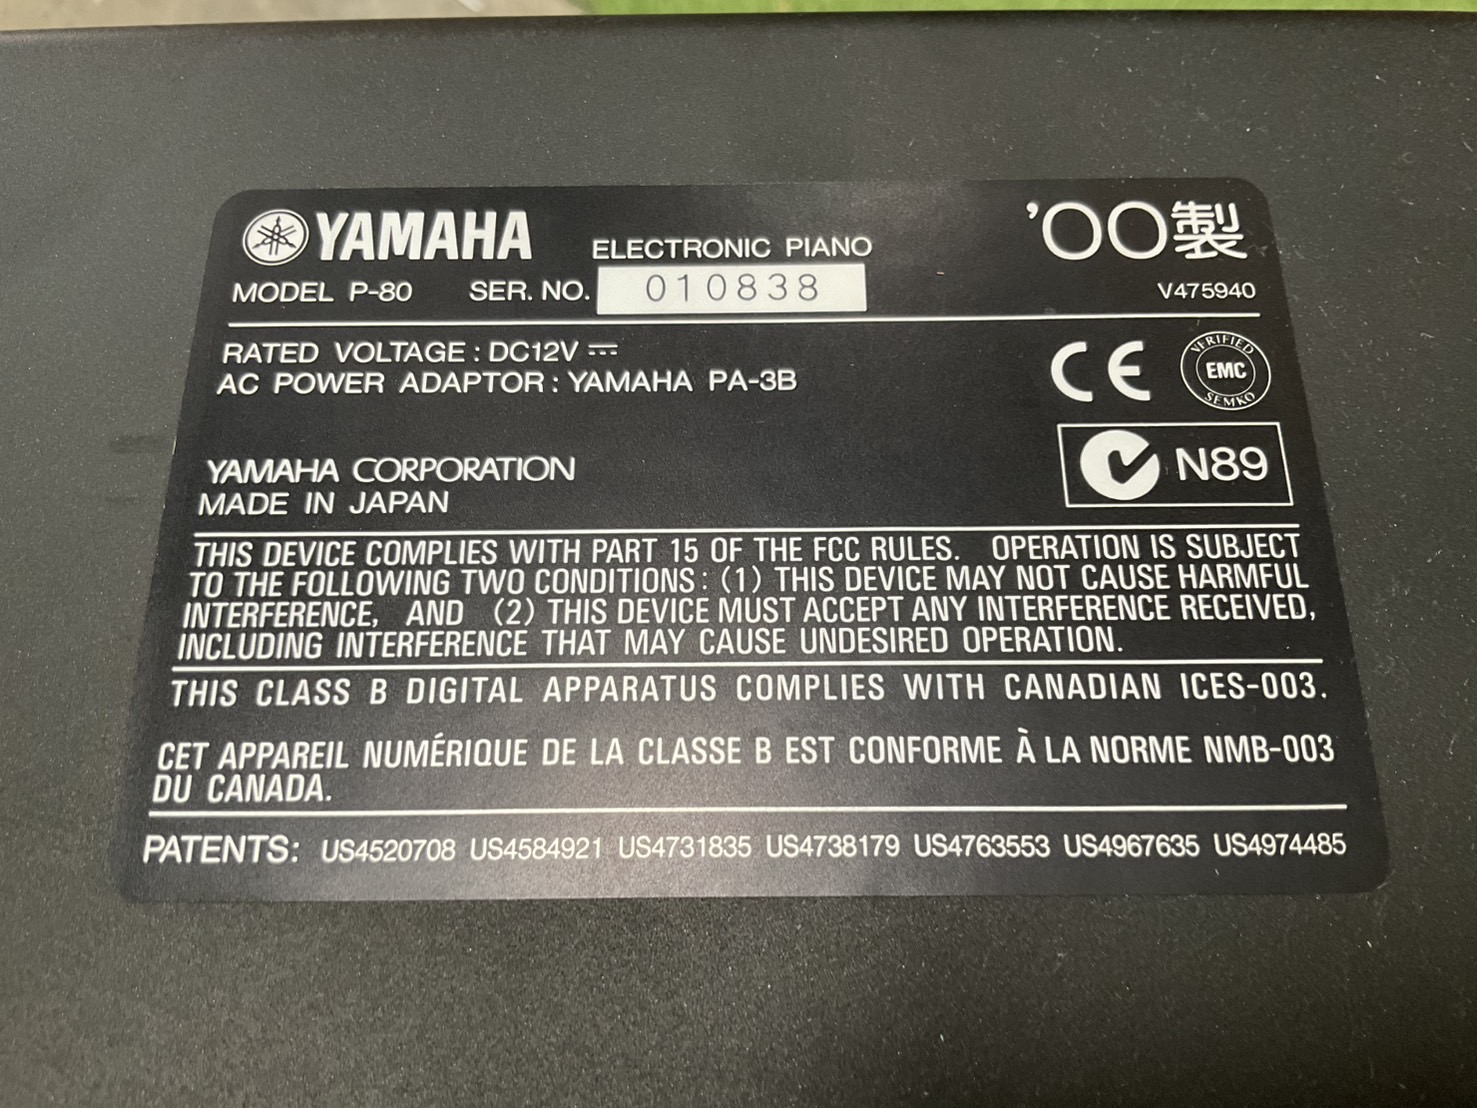 YAMAHA ELECTRONIC PIANO '00製
MODEL P-80 SER. NO. 010838 V475940
RATED VOLTAGE : DC12V ⎓
AC POWER ADAPTOR : YAMAHA PA-3B
CE VERIFIED EMC SEMKO
N89
YAMAHA CORPORATION
MADE IN JAPAN
THIS DEVICE COMPLIES WITH PART 15 OF THE FCC RULES. OPERATION IS SUBJECT
TO THE FOLLOWING TWO CONDITIONS : (1) THIS DEVICE MAY NOT CAUSE HARMFUL
INTERFERENCE, AND (2) THIS DEVICE MUST ACCEPT ANY INTERFERENCE RECEIVED,
INCLUDING INTERFERENCE THAT MAY CAUSE UNDESIRED OPERATION.
THIS CLASS B DIGITAL APPARATUS COMPLIES WITH CANADIAN ICES-003.
CET APPAREIL NUMÉRIQUE DE LA CLASSE B EST CONFORME À LA NORME NMB-003
DU CANADA.
PATENTS: US4520708 US4584921 US4731835 US4738179 US4763553 US4967635 US4974485